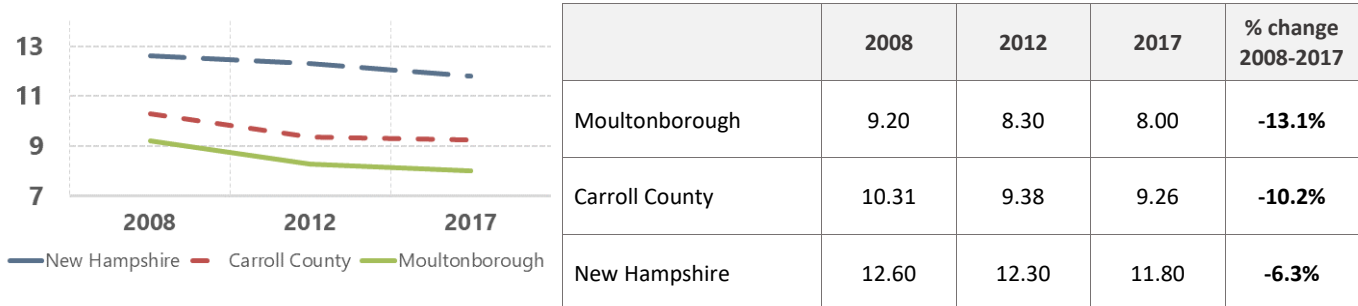 13
11
9
7
2008 2012 2017
New Hampshire Carroll County Moultonborough
2008 2012 2017 % change
2008-2017
Moultonborough 9.20 8.30 8.00 -13.1%
Carroll County 10.31 9.38 9.26 -10.2%
New Hampshire 12.60 12.30 11.80 -6.3%